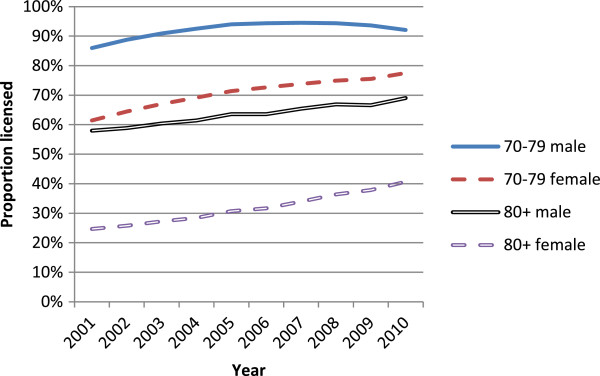 Proportion licensed
100%
90%
80%
70%
60%
50%
40%
30%
20%
10%
0%
2001 2002 2003 2004 2005 2006 2007 2008 2009 2010
Year
70-79 male
70-79 female
80+ male
80+ female